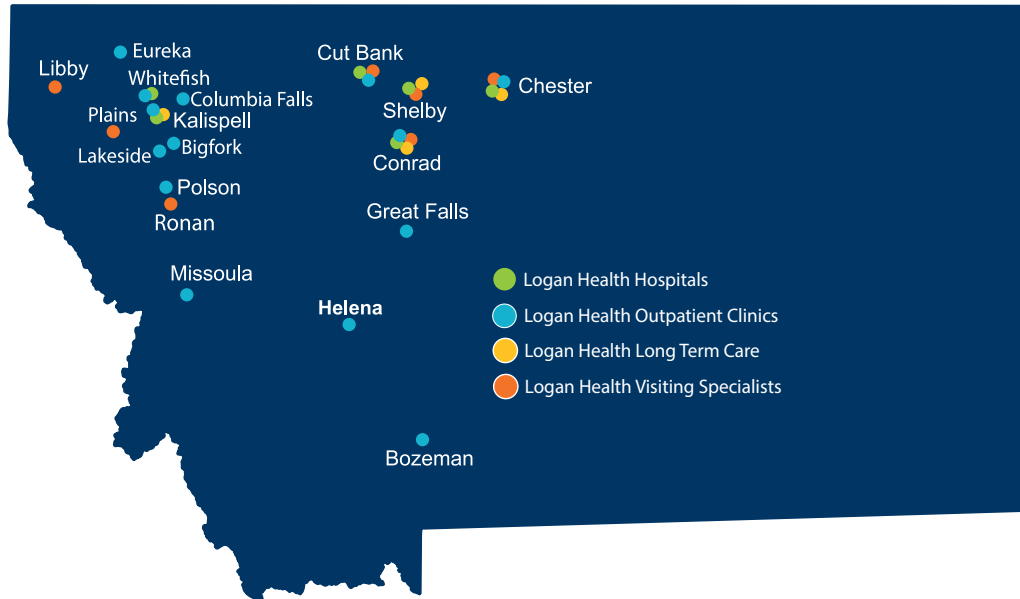 Eureka
Cut Bank
Libby
Whitefish
Chester
Columbia Falls
Shelby
Plains
Kalispell
Bigfork
Lakeside
Conrad
Polson
Great Falls
Ronan
Missoula
Logan Health Hospitals
Helena
Logan Health Outpatient Clinics
Logan Health Long Term Care
Logan Health Visiting Specialists
Bozeman